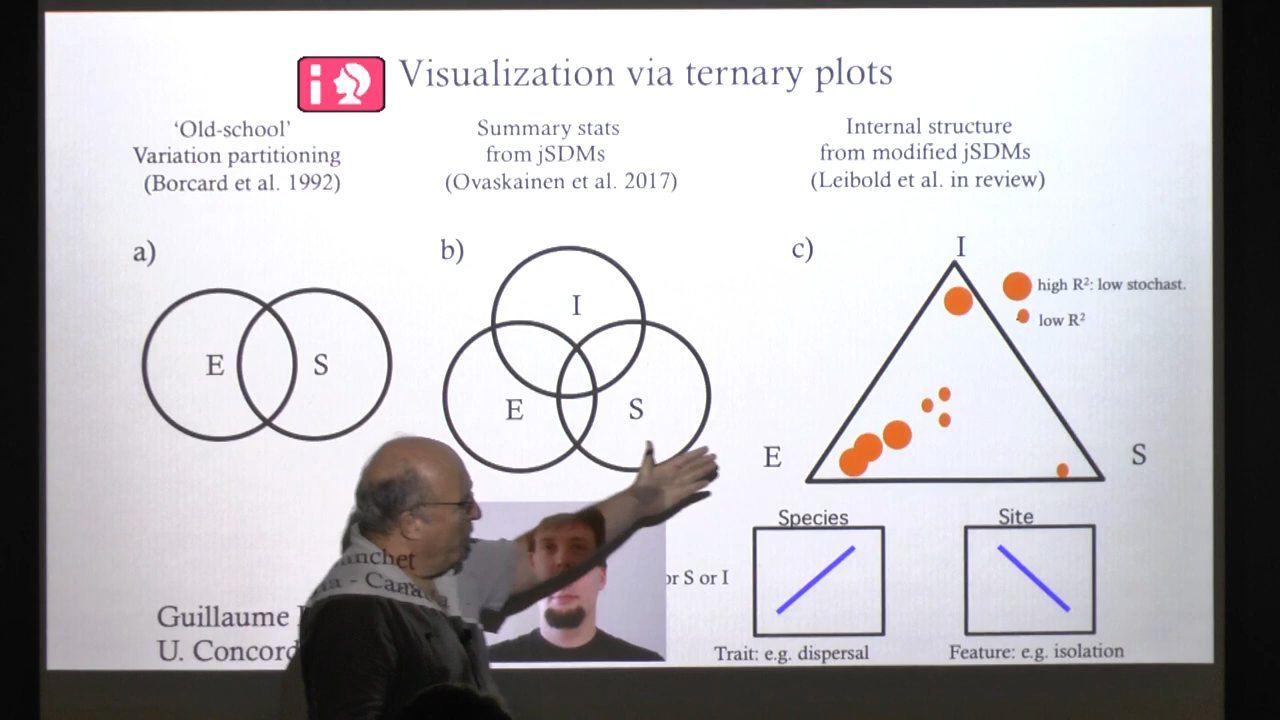 i
Visualization via ternary plots
'Old-school'
Variation partitioning
(Borcard et al. 1992)
Summary stats
from jSDMs
(Ovaskainen et al. 2017)
Internal structure
from modified jSDMs
(Leibold et al. in review)
a)
E S
b)
I
E S
c)
I
E S
high R²: low stochast.
low R²
Species
Site
or S or I
Trait: e.g. dispersal
Feature: e.g. isolation
Guillaume
U. Concord
Canada